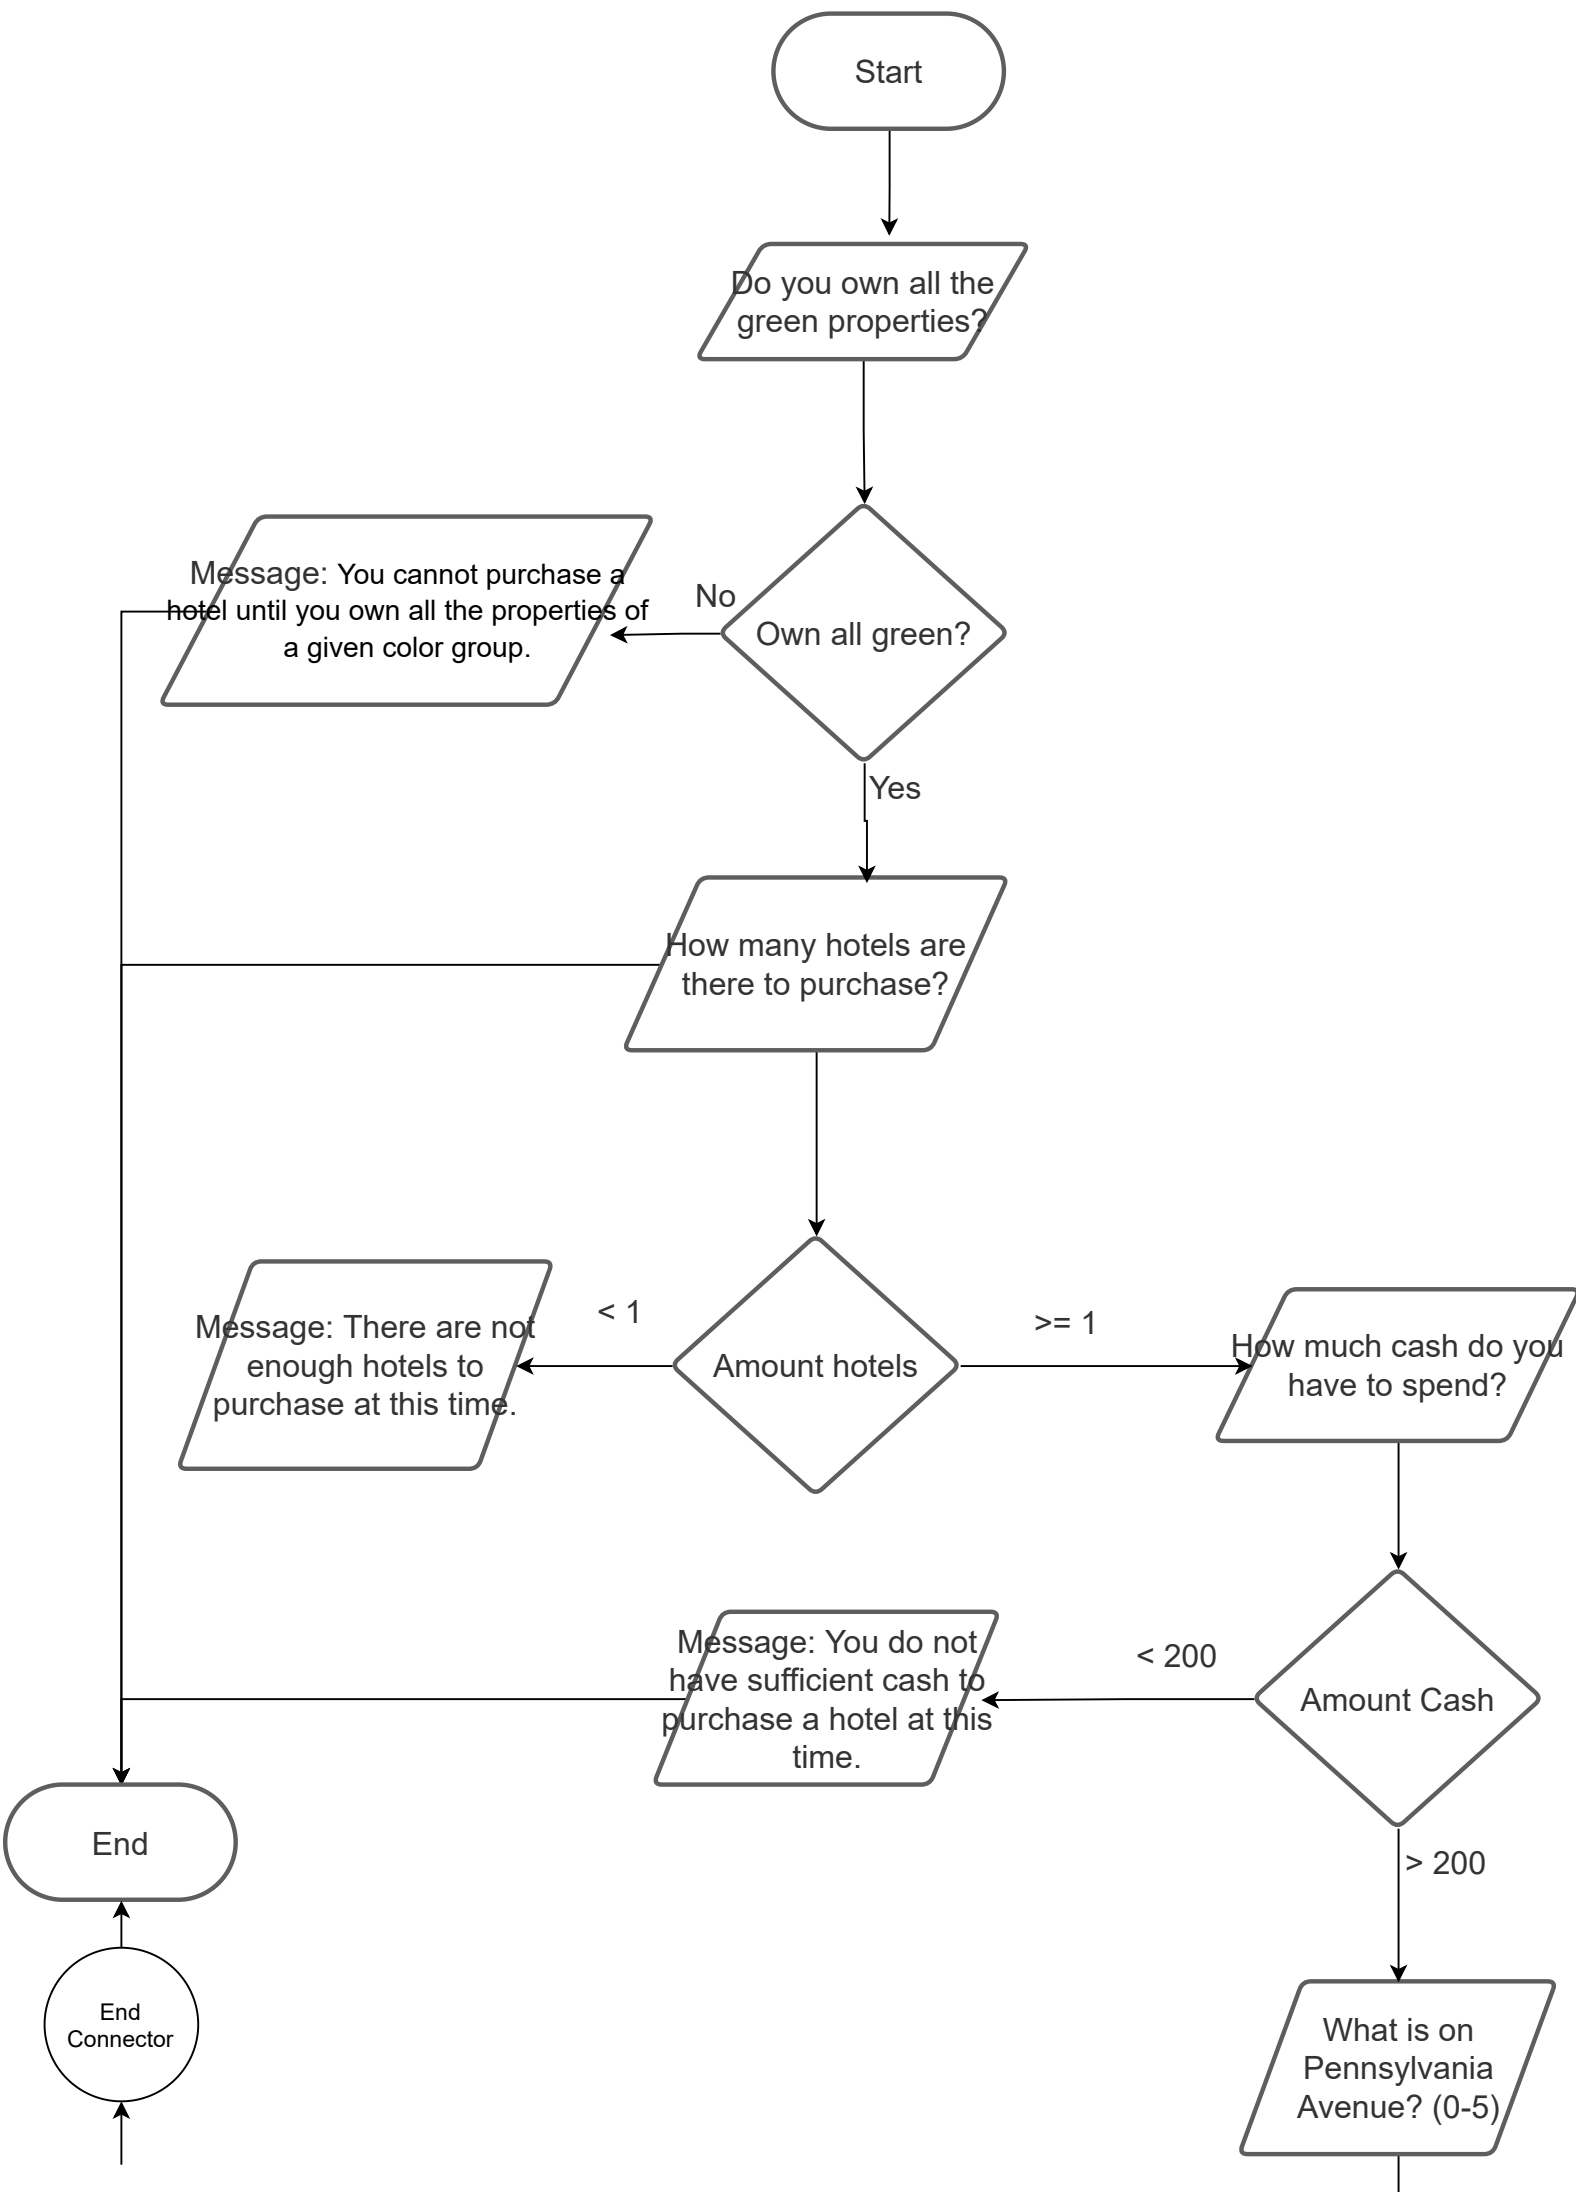 Start
Do you own all the
green properties?
Message: You cannot purchase a
hotel until you own all the properties of
a given color group.
No
Own all green?
Yes
How many hotels are
there to purchase?
Message: There are not
enough hotels to
purchase at this time.
< 1
Amount hotels
>= 1
How much cash do you
have to spend?
Message: You do not
have sufficient cash to
purchase a hotel at this
time.
< 200
Amount Cash
> 200
End
End
Connector
What is on
Pennsylvania
Avenue? (0-5)